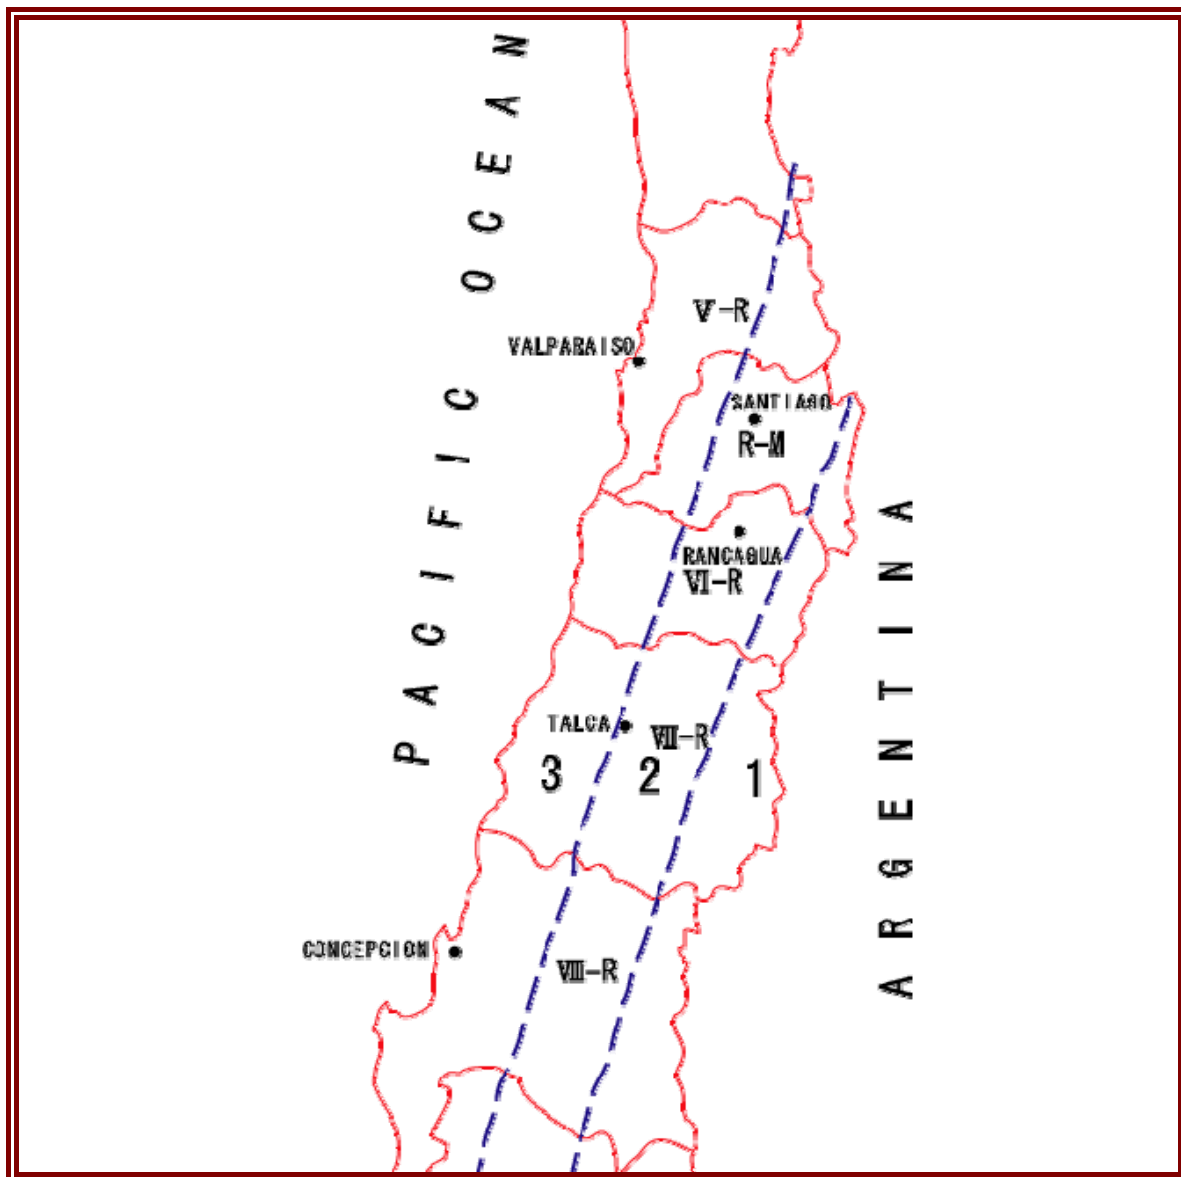 PACIFIC OCEAN
V-R
VALPARAISO
SANTIAGO
R-M
RANCAGUA
VI-R
TALCA
VII-R
3 2 1
CONCEPCION
VIII-R
ARGENTINA